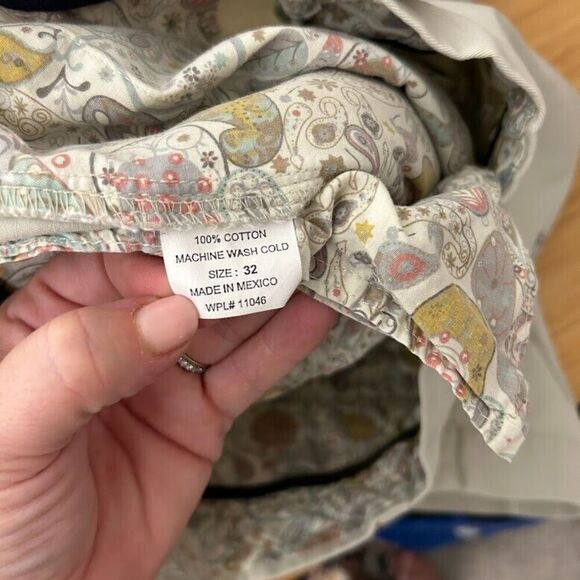 100% COTTON
MACHINE WASH COLD
SIZE : 32
MADE IN MEXICO
WPL# 11046